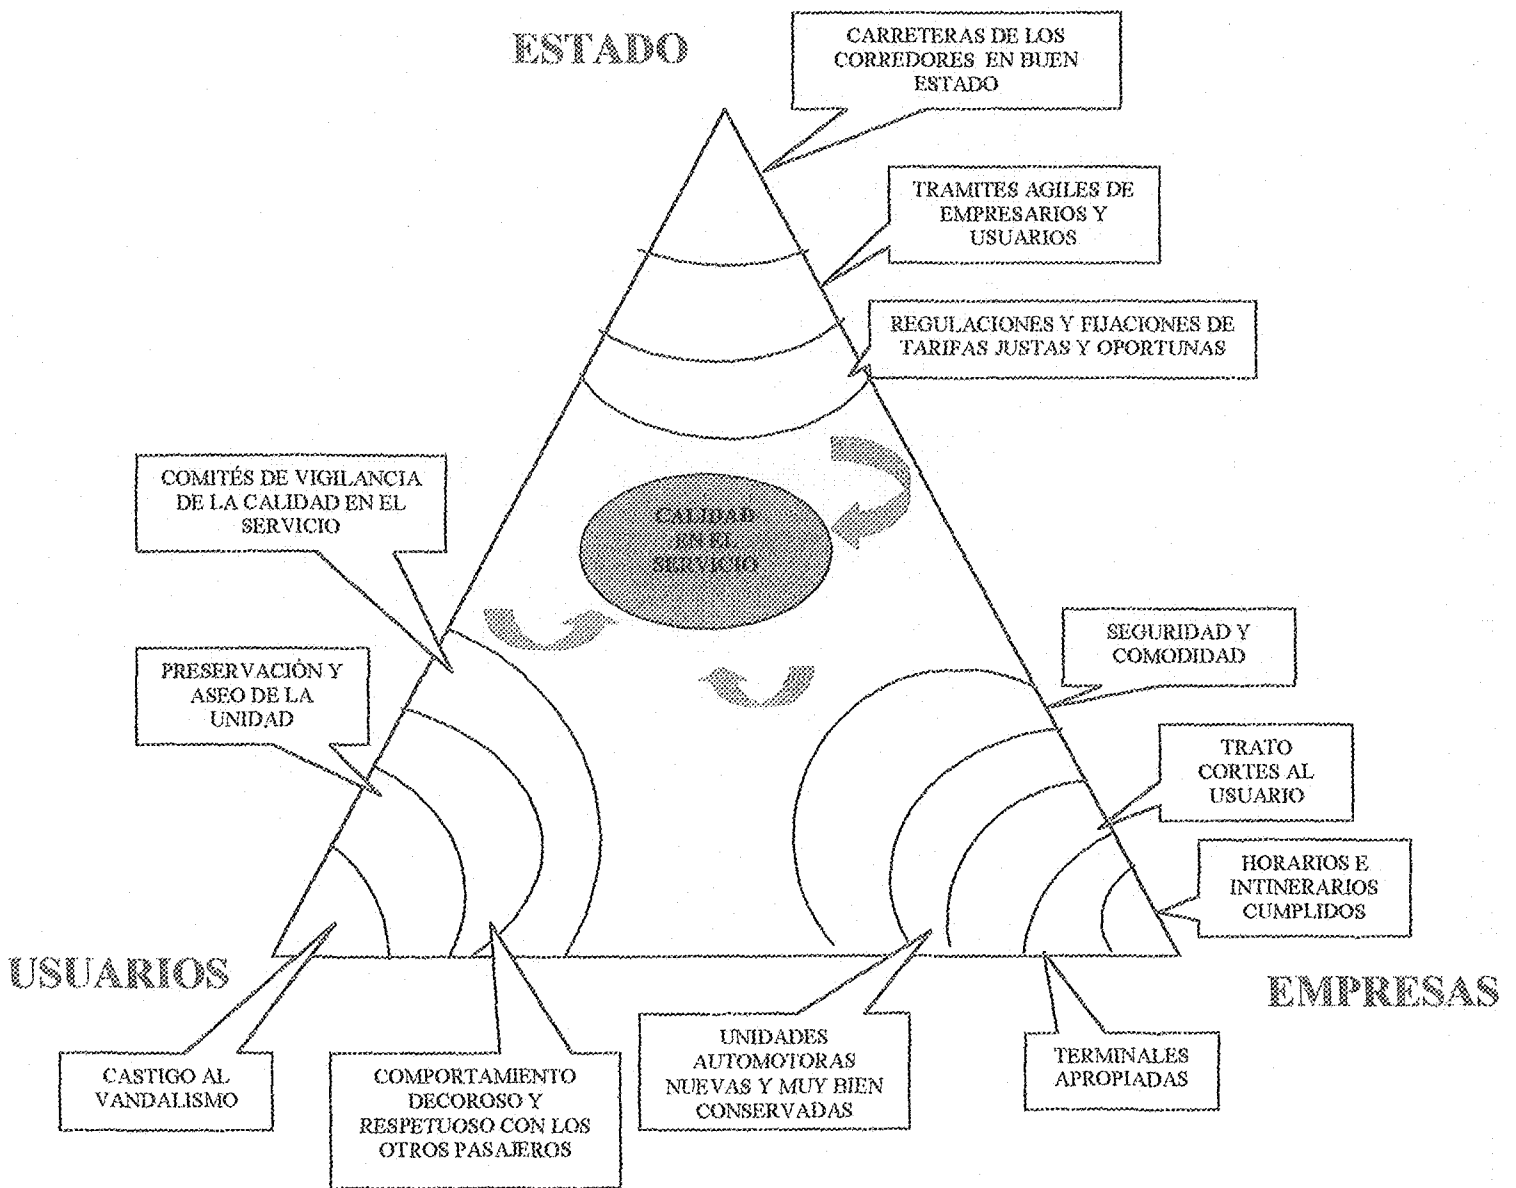 ESTADO
CARRETERAS DE LOS
CORREDORES EN BUEN
ESTADO
TRAMITES AGILES DE
EMPRESARIOS Y
USUARIOS
REGULACIONES Y FIJACIONES DE
TARIFAS JUSTAS Y OPORTUNAS
COMITÉS DE VIGILANCIA
DE LA CALIDAD EN EL
SERVICIO
CALIDAD
EN EL
SERVICIO
PRESERVACIÓN Y
ASEO DE LA
UNIDAD
SEGURIDAD Y
COMODIDAD
TRATO
CORTES AL
USUARIO
HORARIOS E
INTINERARIOS
CUMPLIDOS
USUARIOS
EMPRESAS
CASTIGO AL
VANDALISMO
COMPORTAMIENTO
DECOROSO Y
RESPETUOSO CON LOS
OTROS PASAJEROS
UNIDADES
AUTOMOTORAS
NUEVAS Y MUY BIEN
CONSERVADAS
TERMINALES
APROPIADAS